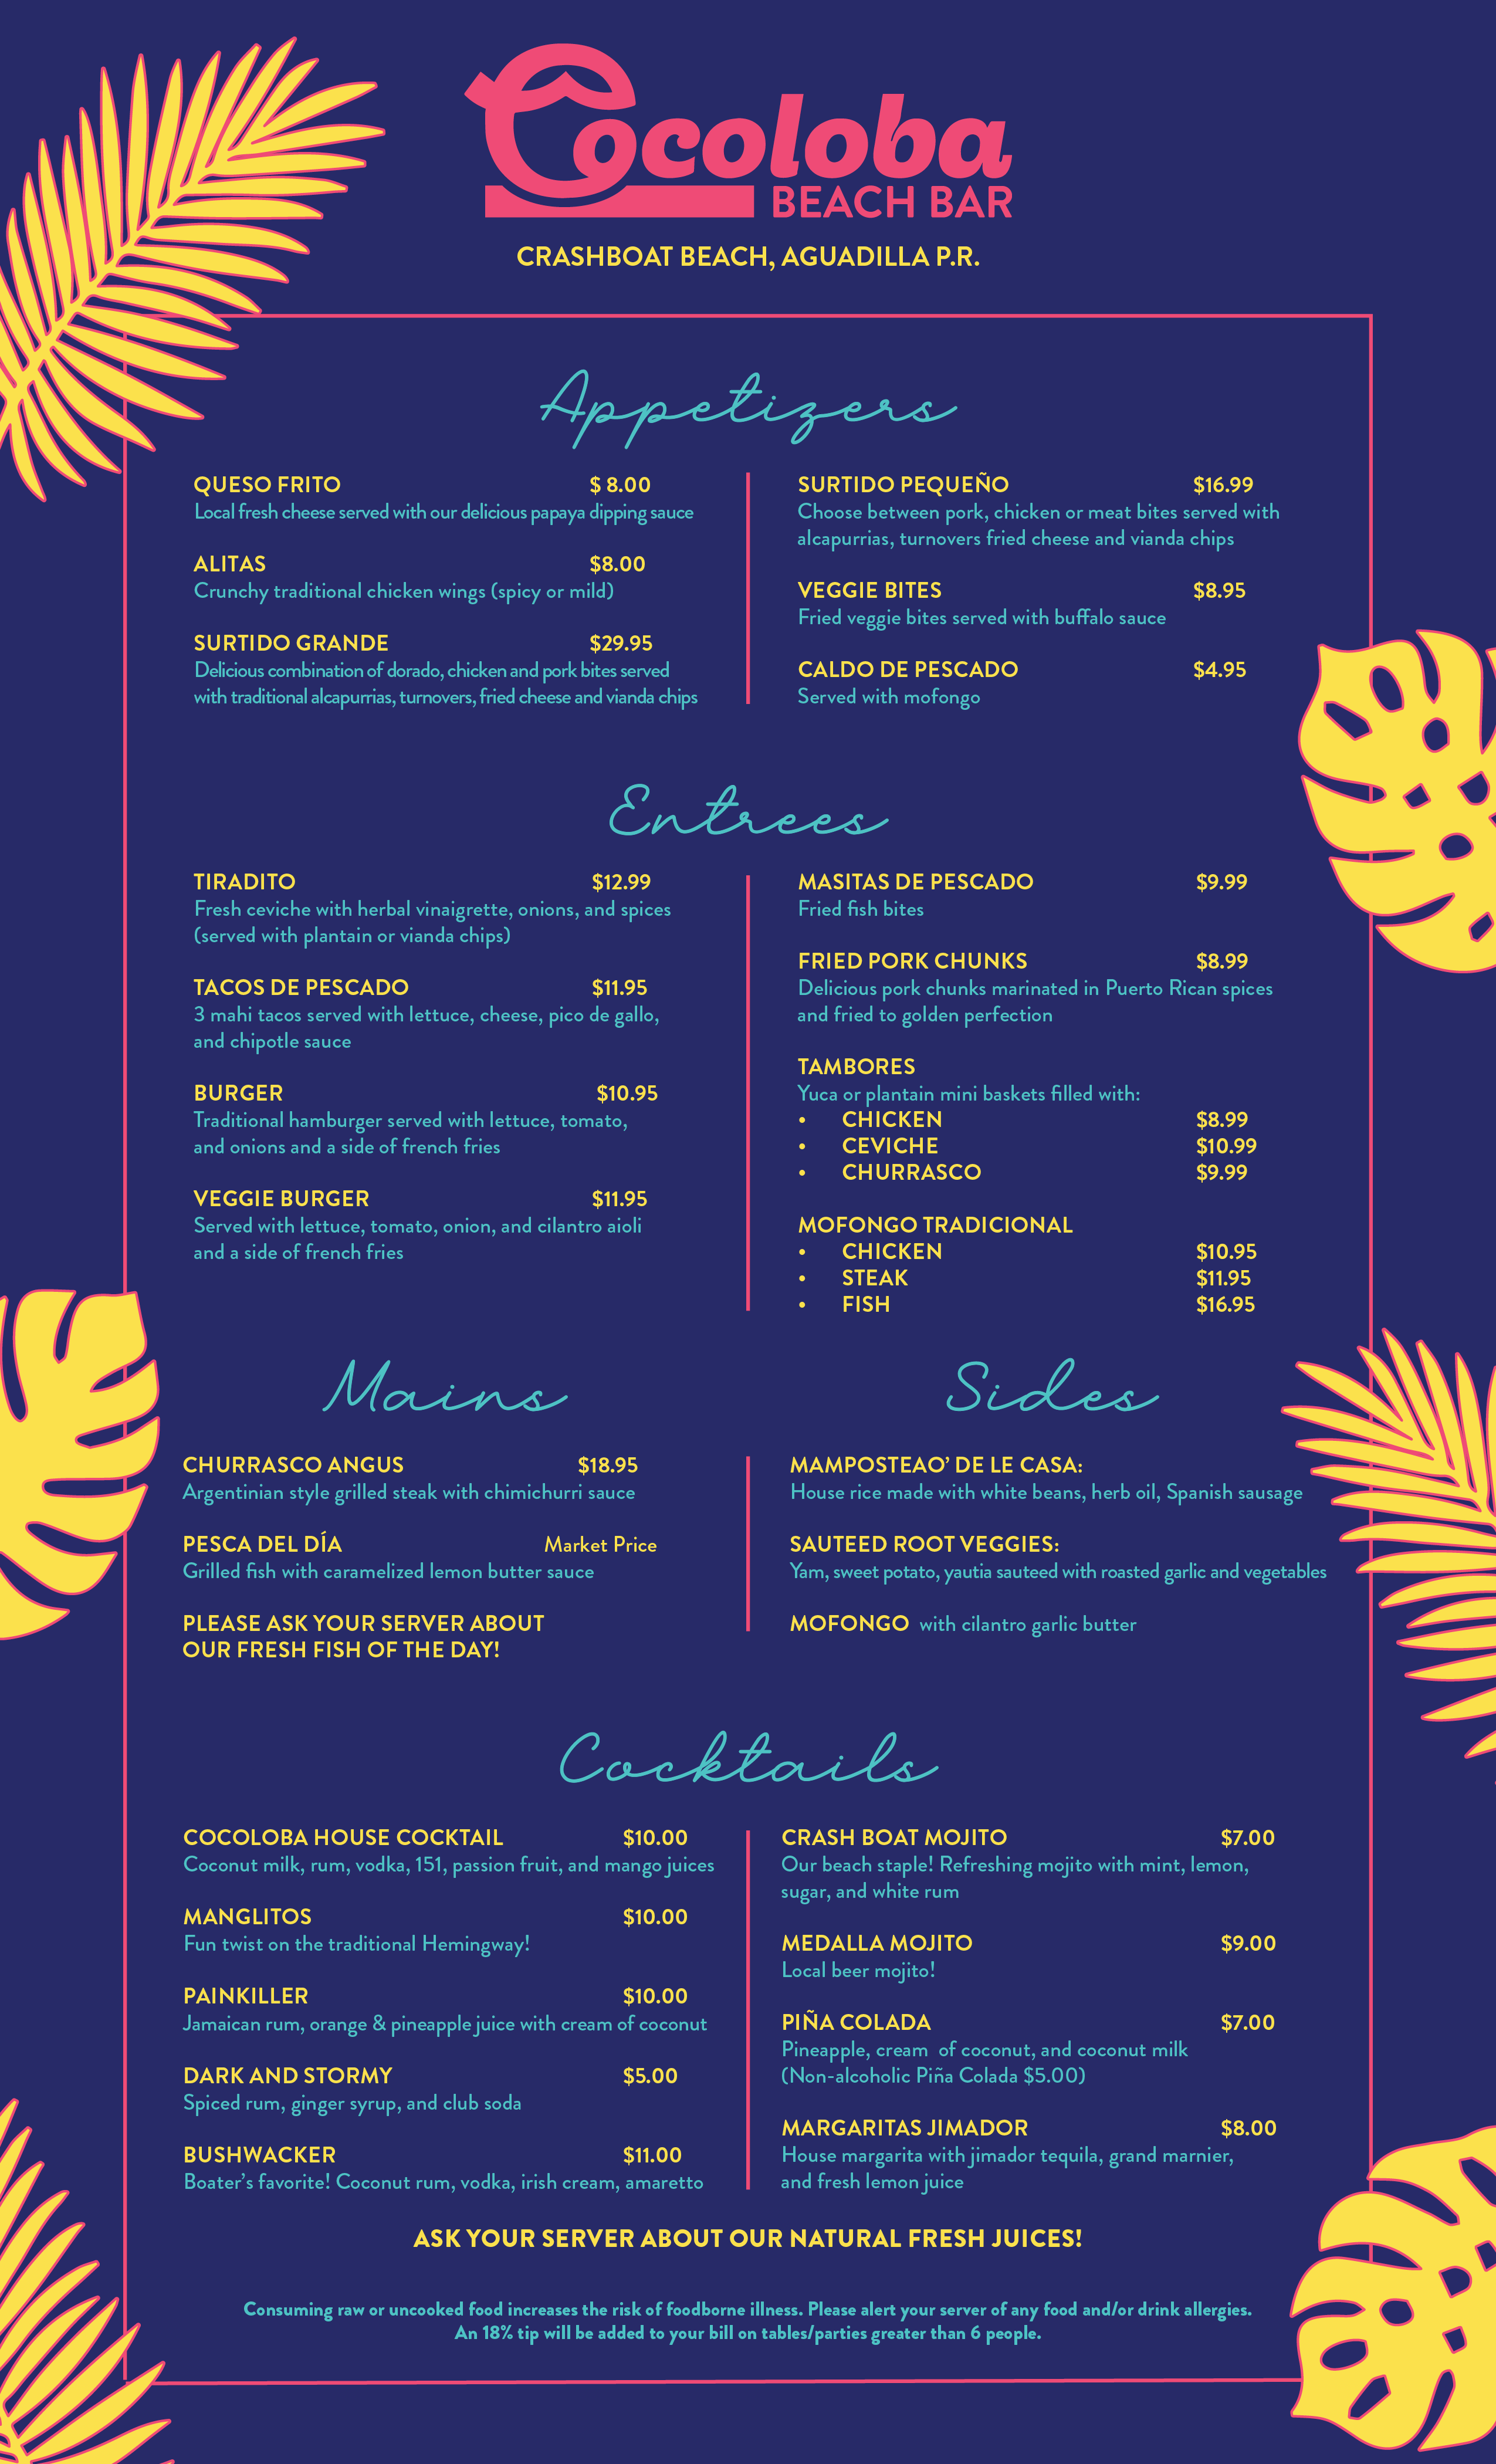 Cocoloba
BEACH BAR
CRASHBOAT BEACH, AGUADILLA P.R.
Appetizers
QUESO FRITO $ 8.00
Local fresh cheese served with our delicious papaya dipping sauce
ALITAS $8.00
Crunchy traditional chicken wings (spicy or mild)
SURTIDO GRANDE $29.95
Delicious combination of dorado, chicken and pork bites served
with traditional alcapurrias, turnovers, fried cheese and vianda chips
SURTIDO PEQUEÑO $16.99
Choose between pork, chicken or meat bites served with
alcapurrias, turnovers fried cheese and vianda chips
VEGGIE BITES $8.95
Fried veggie bites served with buffalo sauce
CALDO DE PESCADO $4.95
Served with mofongo
Entrees
TIRADITO $12.99
Fresh ceviche with herbal vinaigrette, onions, and spices
(served with plantain or vianda chips)
TACOS DE PESCADO $11.95
3 mahi tacos served with lettuce, cheese, pico de gallo,
and chipotle sauce
BURGER $10.95
Traditional hamburger served with lettuce, tomato,
and onions and a side of french fries
VEGGIE BURGER $11.95
Served with lettuce, tomato, onion, and cilantro aioli
and a side of french fries
MASITAS DE PESCADO $9.99
Fried fish bites
FRIED PORK CHUNKS $8.99
Delicious pork chunks marinated in Puerto Rican spices
and fried to golden perfection
TAMBORES
Yuca or plantain mini baskets filled with:
• CHICKEN $8.99
• CEVICHE $10.99
• CHURRASCO $9.99
MOFONGO TRADICIONAL
• CHICKEN $10.95
• STEAK $11.95
• FISH $16.95
Mains
CHURRASCO ANGUS $18.95
Argentinian style grilled steak with chimichurri sauce
PESCA DEL DÍA Market Price
Grilled fish with caramelized lemon butter sauce
PLEASE ASK YOUR SERVER ABOUT
OUR FRESH FISH OF THE DAY!
Sides
MAMPOSTEAO’ DE LE CASA:
House rice made with white beans, herb oil, Spanish sausage
SAUTEED ROOT VEGGIES:
Yam, sweet potato, yautia sauteed with roasted garlic and vegetables
MOFONGO with cilantro garlic butter
Cocktails
COCOLOBA HOUSE COCKTAIL $10.00
Coconut milk, rum, vodka, 151, passion fruit, and mango juices
MANGLITOS $10.00
Fun twist on the traditional Hemingway!
PAINKILLER $10.00
Jamaican rum, orange & pineapple juice with cream of coconut
DARK AND STORMY $5.00
Spiced rum, ginger syrup, and club soda
BUSHWACKER $11.00
Boater’s favorite! Coconut rum, vodka, irish cream, amaretto
CRASH BOAT MOJITO $7.00
Our beach staple! Refreshing mojito with mint, lemon,
sugar, and white rum
MEDALLA MOJITO $9.00
Local beer mojito!
PIÑA COLADA $7.00
Pineapple, cream of coconut, and coconut milk
(Non-alcoholic Piña Colada $5.00)
MARGARITAS JIMADOR $8.00
House margarita with jimador tequila, grand marnier,
and fresh lemon juice
ASK YOUR SERVER ABOUT OUR NATURAL FRESH JUICES!
Consuming raw or uncooked food increases the risk of foodborne illness. Please alert your server of any food and/or drink allergies.
An 18% tip will be added to your bill on tables/parties greater than 6 people.